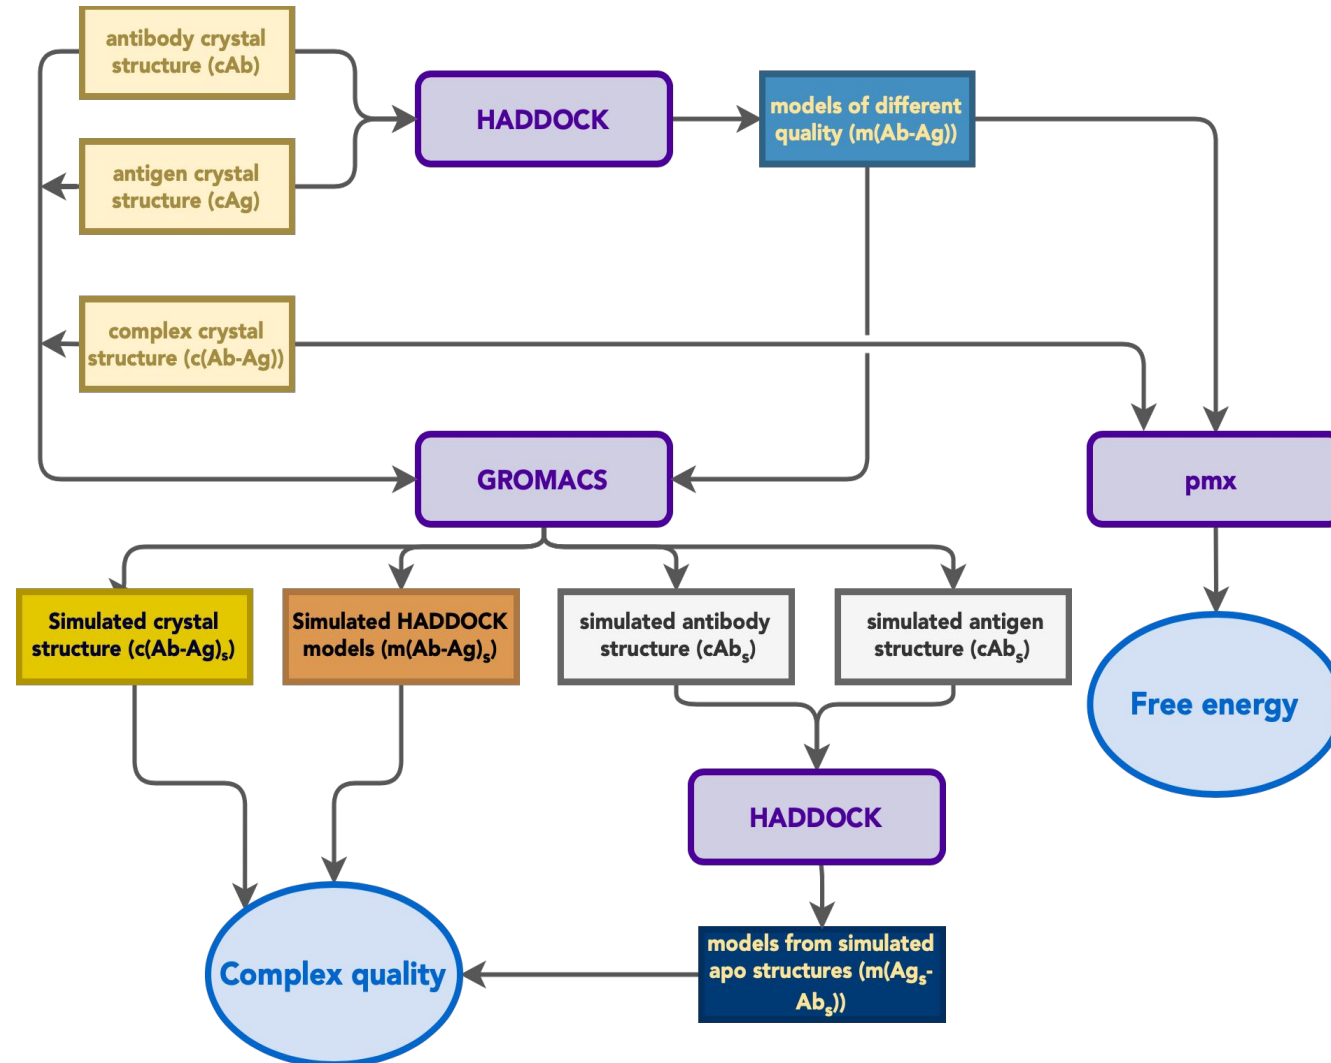 antibody crystal
structure (cAb)
HADDOCK
models of different
quality (m(Ab-Ag))
antigen crystal
structure (cAg)
complex crystal
structure (c(Ab-Ag))
GROMACS
pmx
Simulated crystal
structure (c(Ab-Ag)s)
Simulated HADDOCK
models (m(Ab-Ag)s)
simulated antibody
structure (cAbs)
simulated antigen
structure (cAbs)
Free energy
HADDOCK
models from simulated
apo structures (m(Ags-
Abs))
Complex quality